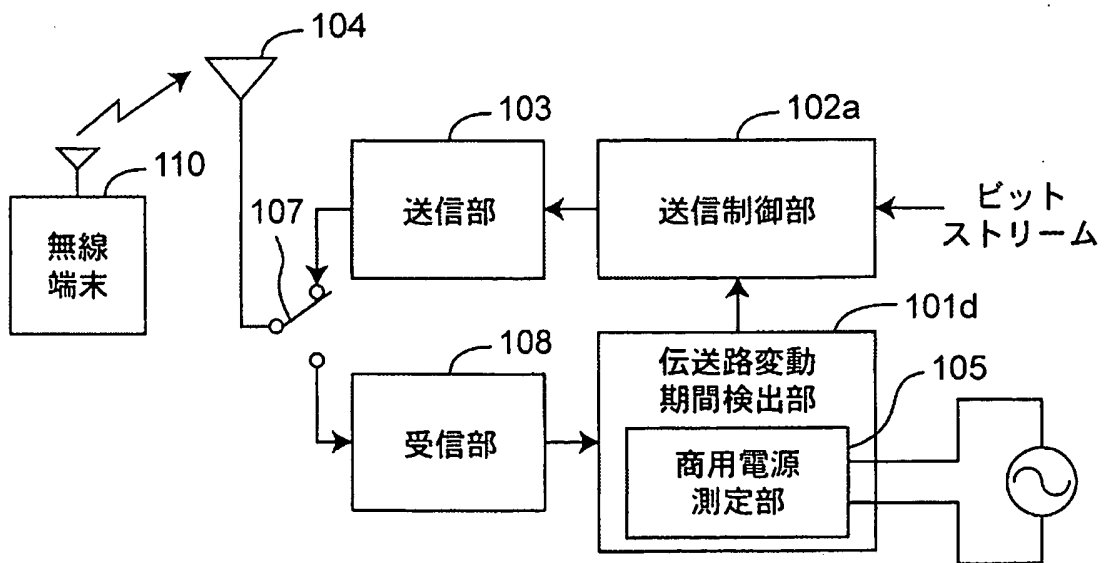 104
103
102a
110
送信部
送信制御部
ビット
ストリーム
107
無線
端末
108
101d
伝送路変動
期間検出部
105
受信部
商用電源
測定部